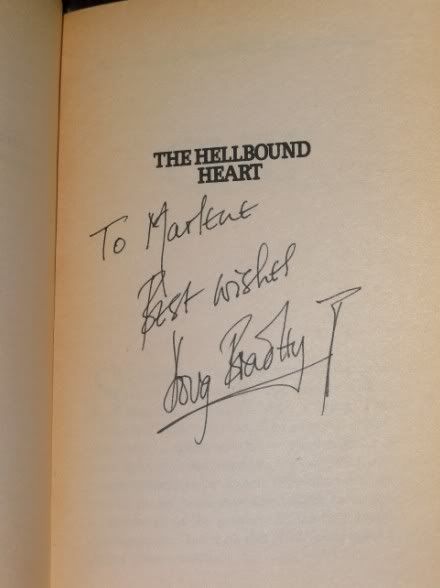 THE HELLBOUND
HEART
To Marlene
Best wishes
Doug Bradley